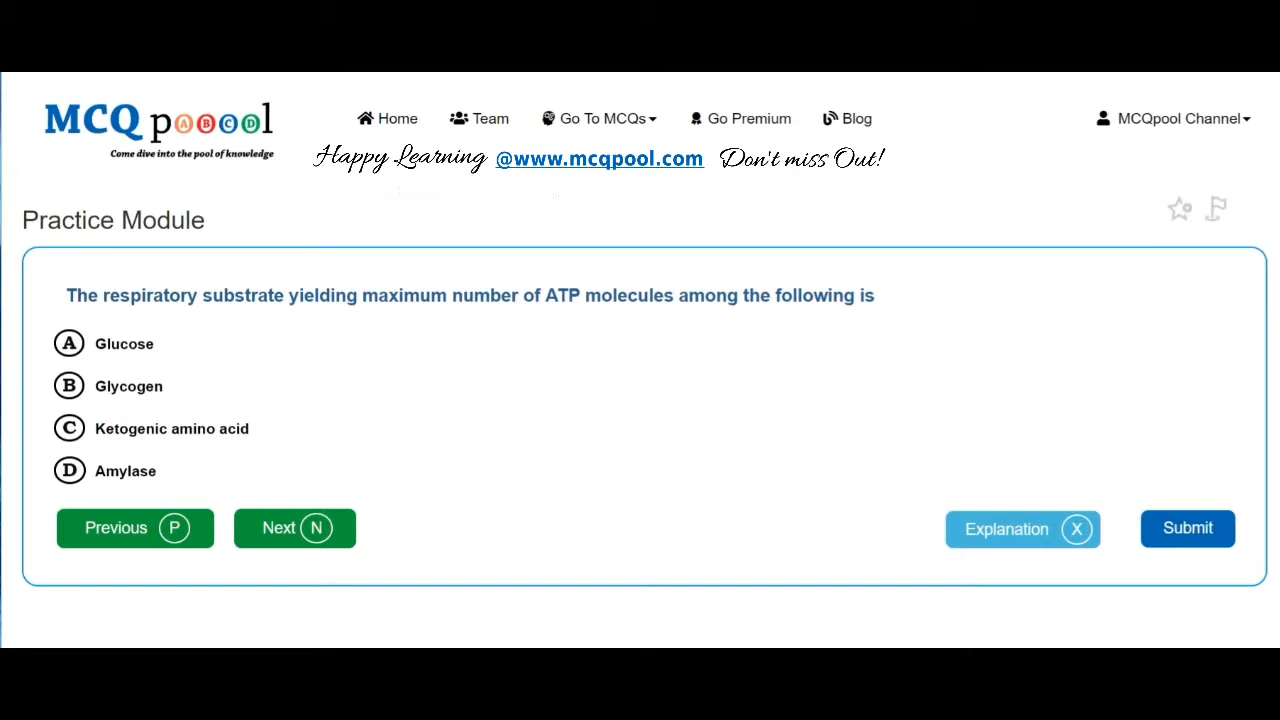 MCQ pooool
Come dive into the pool of knowledge
Home Team Go To MCQs Go Premium Blog MCQpool Channel
Happy Learning @www.mcqpool.com Don't miss Out!
Practice Module
The respiratory substrate yielding maximum number of ATP molecules among the following is
A Glucose
B Glycogen
C Ketogenic amino acid
D Amylase
Previous P Next N Explanation X Submit